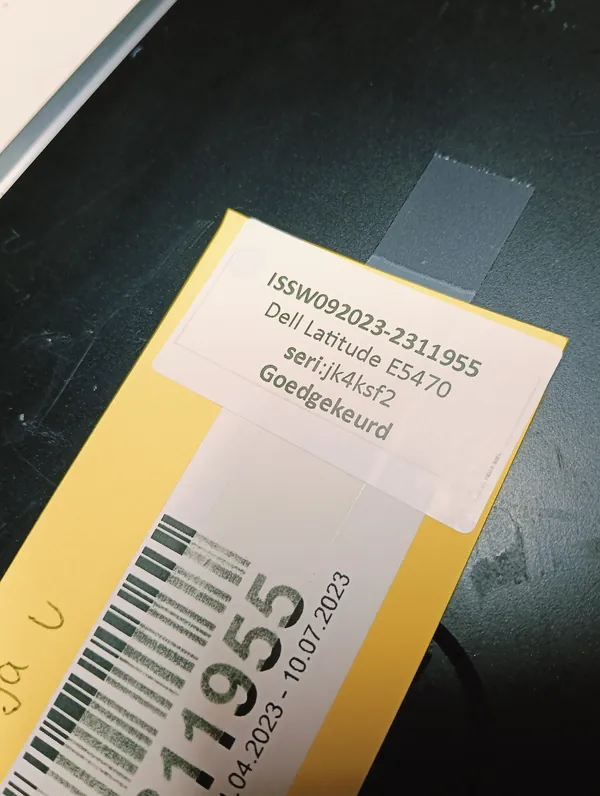 ISSW092023-2311955
Dell Latitude E5470
seri:jk4ksf2
Goedgekeurd
11955
.04.2023 - 10.07.2023